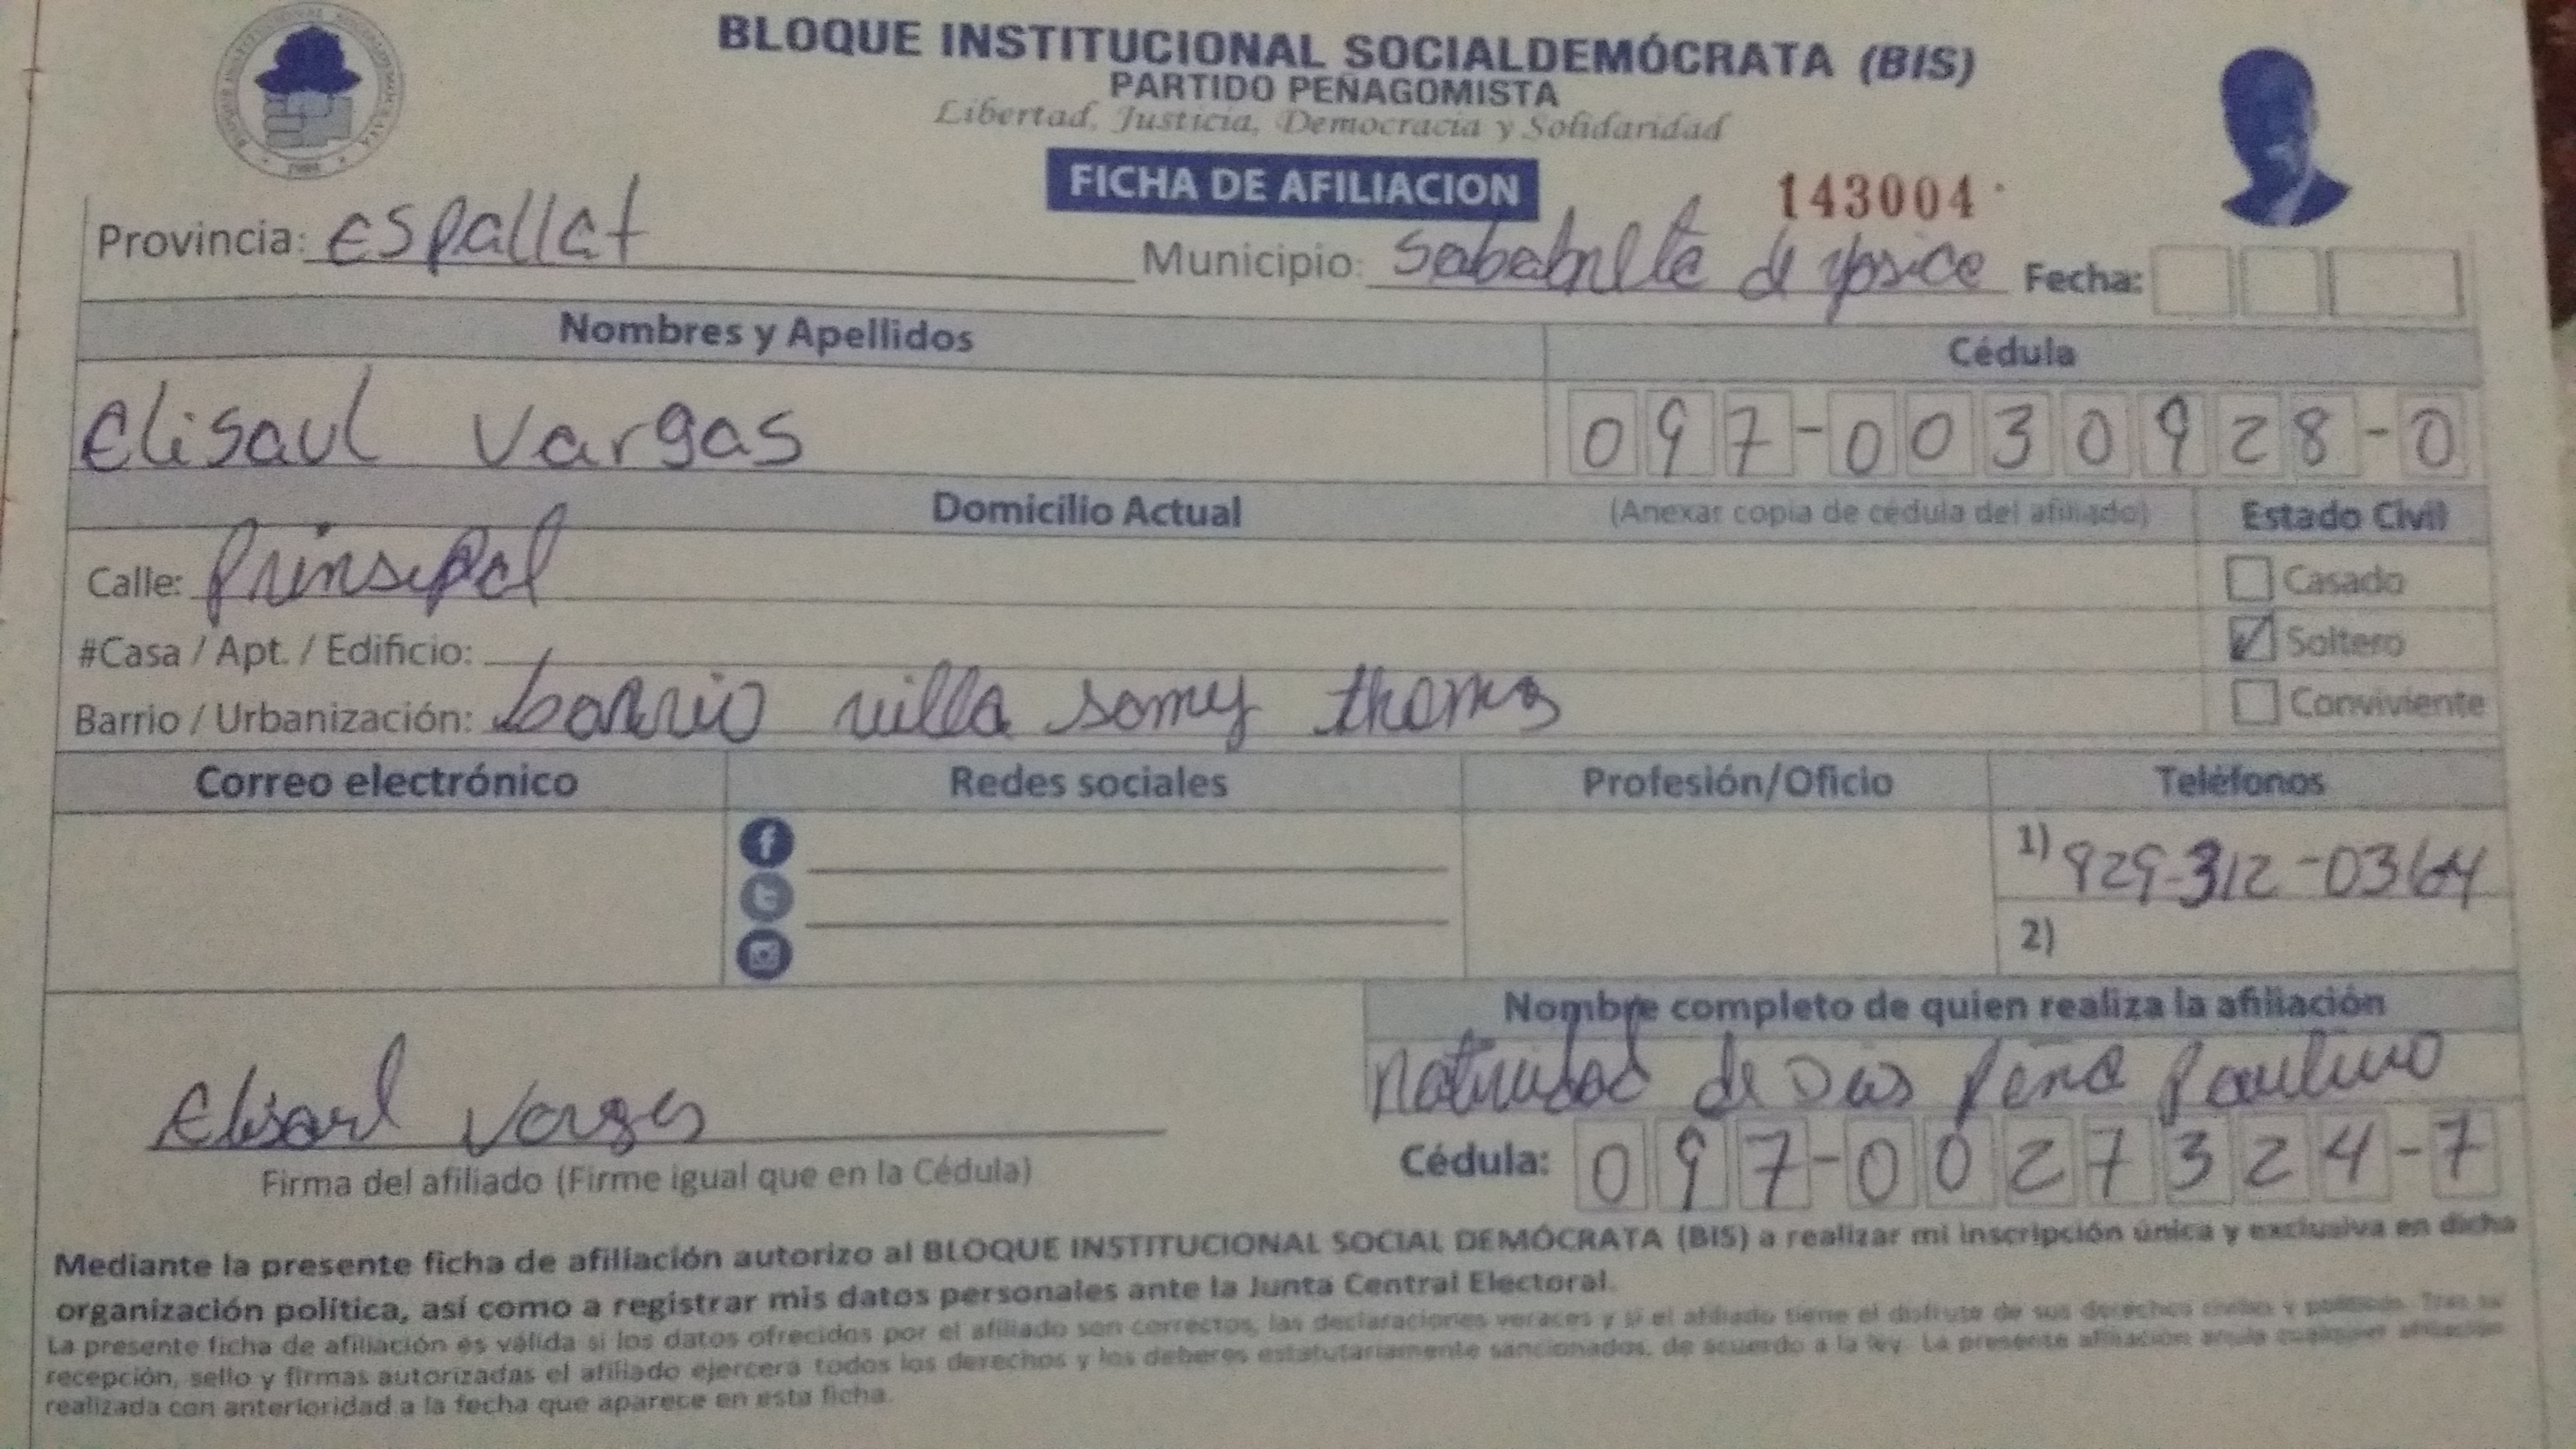 BLOQUE INSTITUCIONAL SOCIALDEMÓCRATA (BIS)
PARTIDO PEÑAGOMISTA
Libertad, Justicia, Democracia y Solidaridad
FICHA DE AFILIACION
143004
Provincia: Espallat Municipio: Fecha:
Nombres y Apellidos Cédula
Elisaul Vargas 097-0030928-0
Domicilio Actual (Anexar copia de cédula del afiliado) Estado Civil
Calle: Prinsipal Casado
#Casa / Apt. / Edificio: Soltero
Barrio / Urbanización: barrio villa somy Conviviente
Correo electrónico Redes sociales Profesión/Oficio Teléfonos
1) 829-312-0364
2)
Nombre completo de quien realiza la afiliación
Natividad de Peña Paulino
Elisaul Vargas
Cédula: 097-0027324-7
Firma del afiliado (Firme igual que en la Cédula)
Mediante la presente ficha de afiliación autorizo al BLOQUE INSTITUCIONAL SOCIAL DEMÓCRATA (BIS) a realizar mi inscripción única y exclusiva en dicha
organización política, así como a registrar mis datos personales ante la Junta Central Electoral.
La presente ficha de afiliación es válida si los datos ofrecidos por el afiliado son correctos, las declaraciones veraces y si el afiliado tiene el disfrute de sus derechos civiles y políticos. Tras su
recepción, sello y firmas autorizadas el afiliado ejercerá todos los derechos y los deberes estatutariamente sancionados, de acuerdo a la ley. La presente afiliación anula cualquier afiliación
realizada con anterioridad a la fecha que aparece en esta ficha.